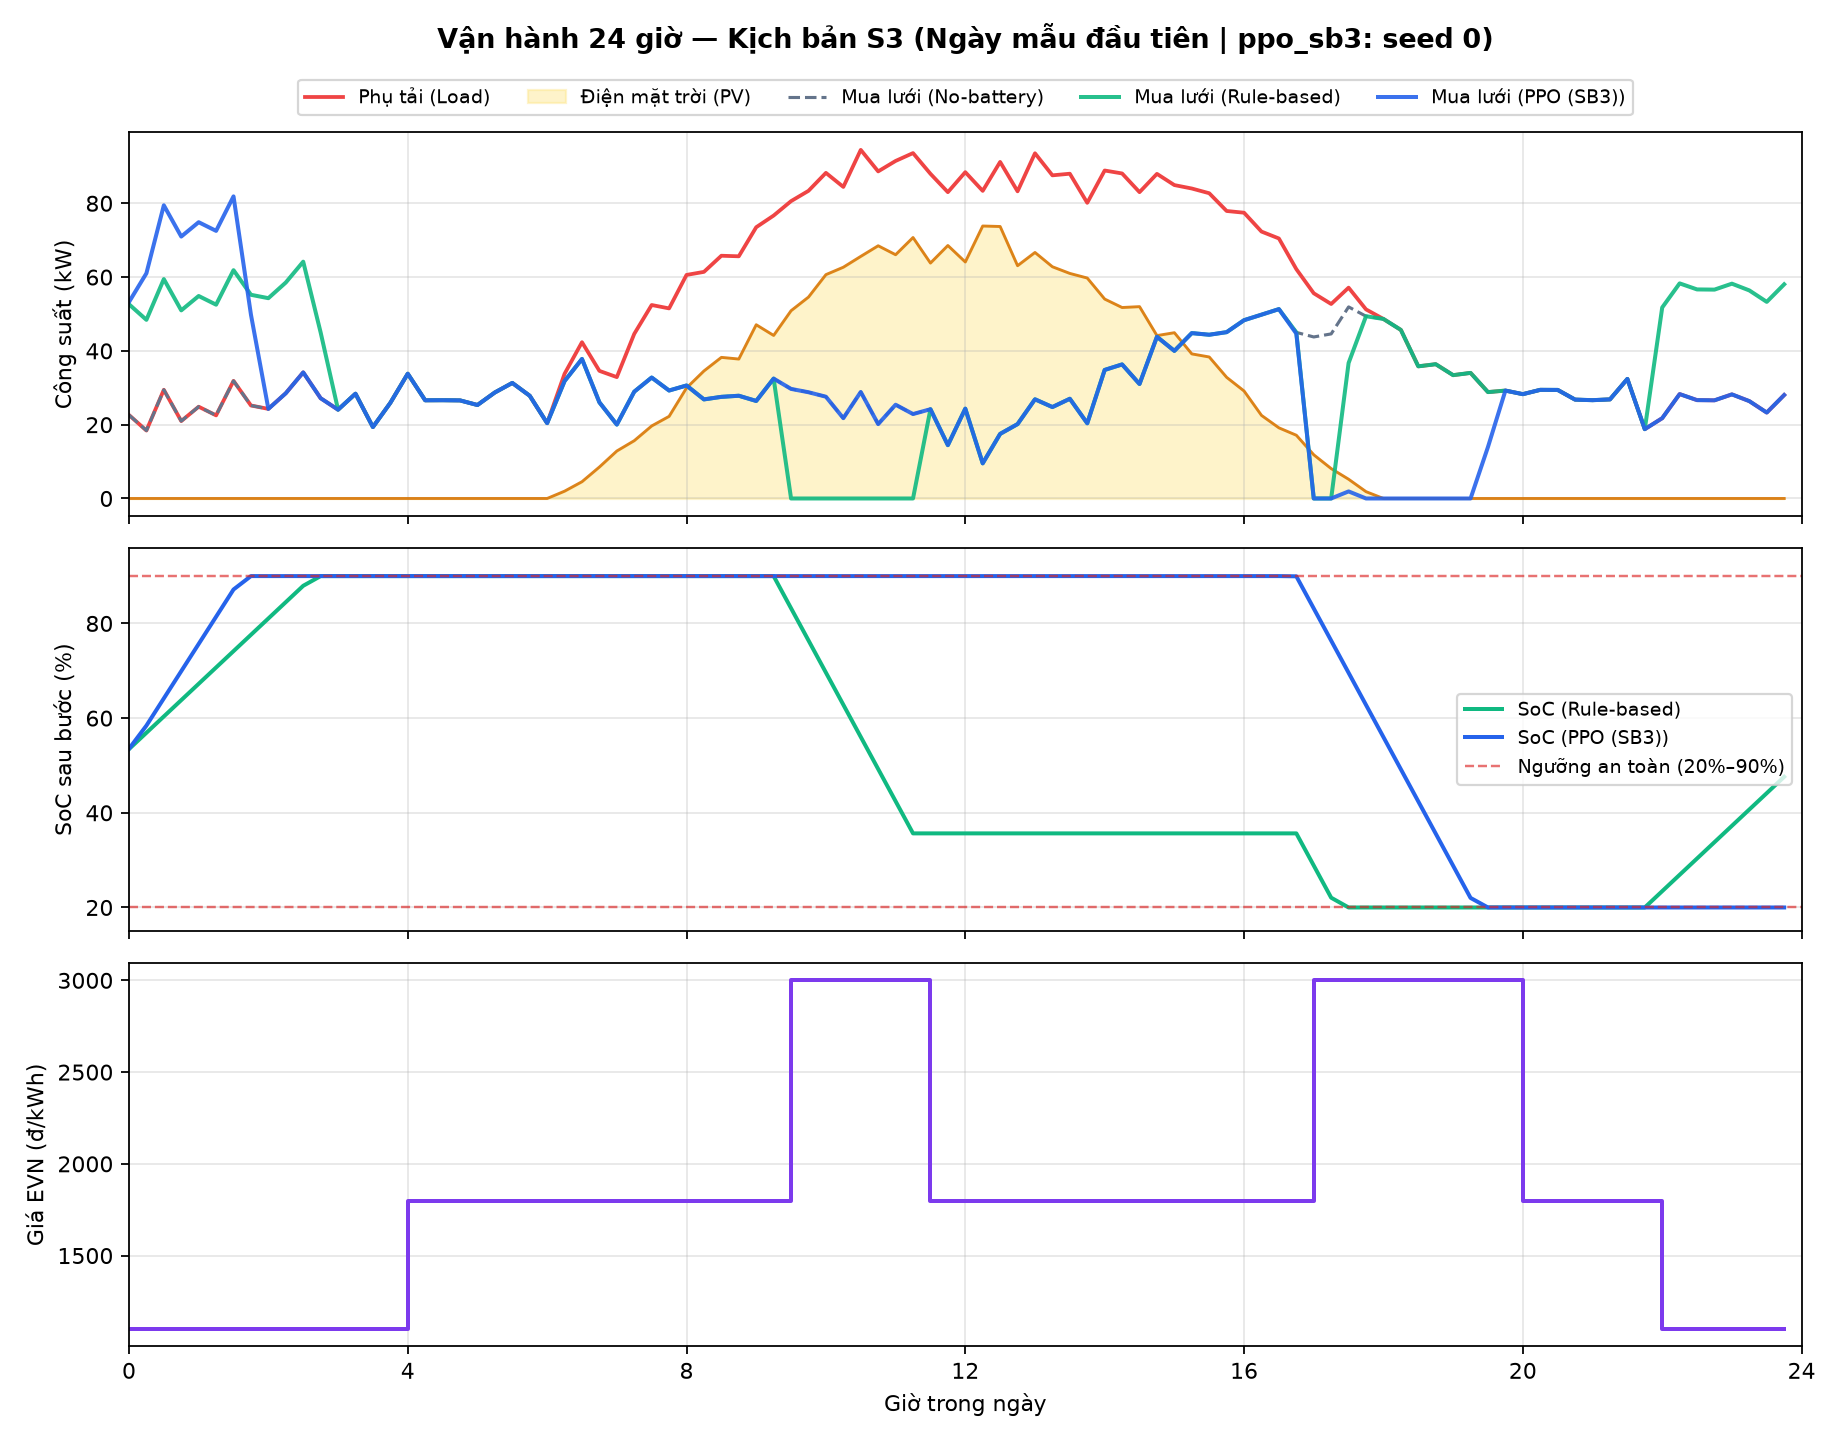 Vận hành 24 giờ — Kịch bản S3 (Ngày mẫu đầu tiên | ppo_sb3: seed 0)
Phụ tải (Load) Điện mặt trời (PV) Mua lưới (No-battery) Mua lưới (Rule-based) Mua lưới (PPO (SB3))
Công suất (kW)
80
60
40
20
0
SoC sau bước (%)
80
60
40
20
SoC (Rule-based)
SoC (PPO (SB3))
Ngưỡng an toàn (20%–90%)
Giá EVN (đ/kWh)
3000
2500
2000
1500
0 4 8 12 16 20 24
Giờ trong ngày